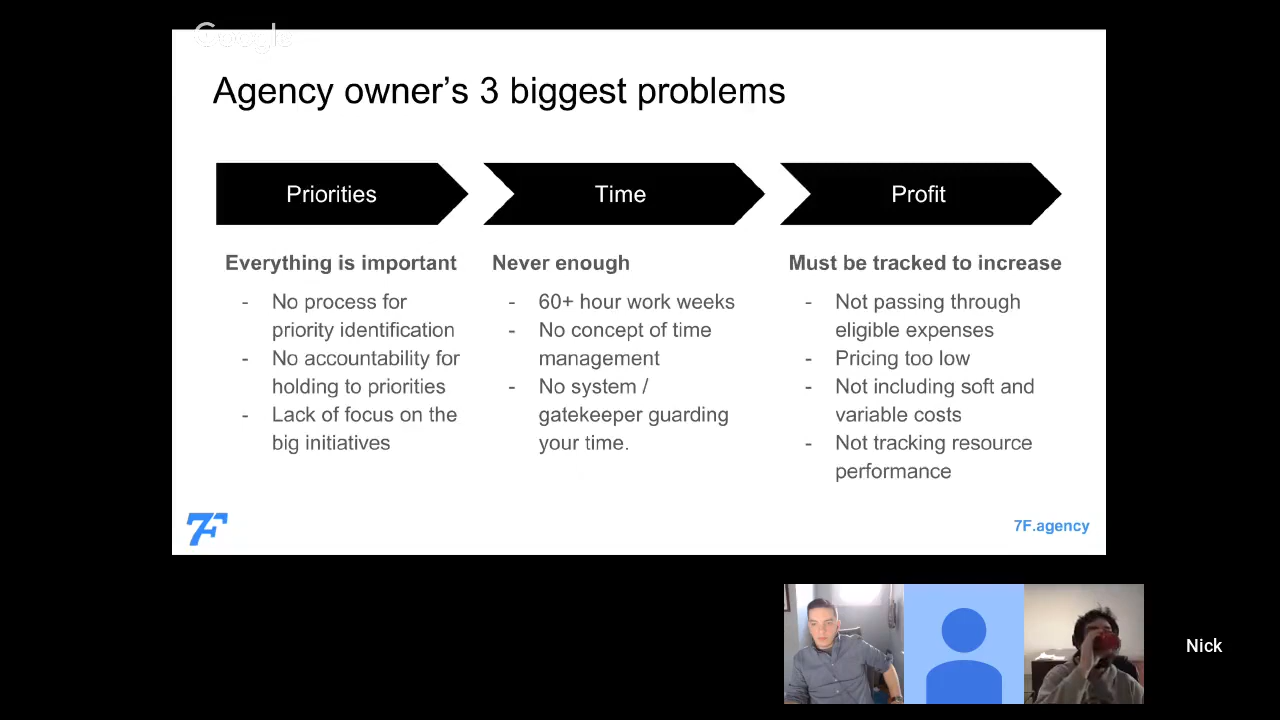 Google
Agency owner's 3 biggest problems
Priorities
Time
Profit
Everything is important
- No process for
priority identification
- No accountability for
holding to priorities
- Lack of focus on the
big initiatives
Never enough
- 60+ hour work weeks
- No concept of time
management
- No system /
gatekeeper guarding
your time.
Must be tracked to increase
- Not passing through
eligible expenses
- Pricing too low
- Not including soft and
variable costs
- Not tracking resource
performance
7F
7F.agency
Nick